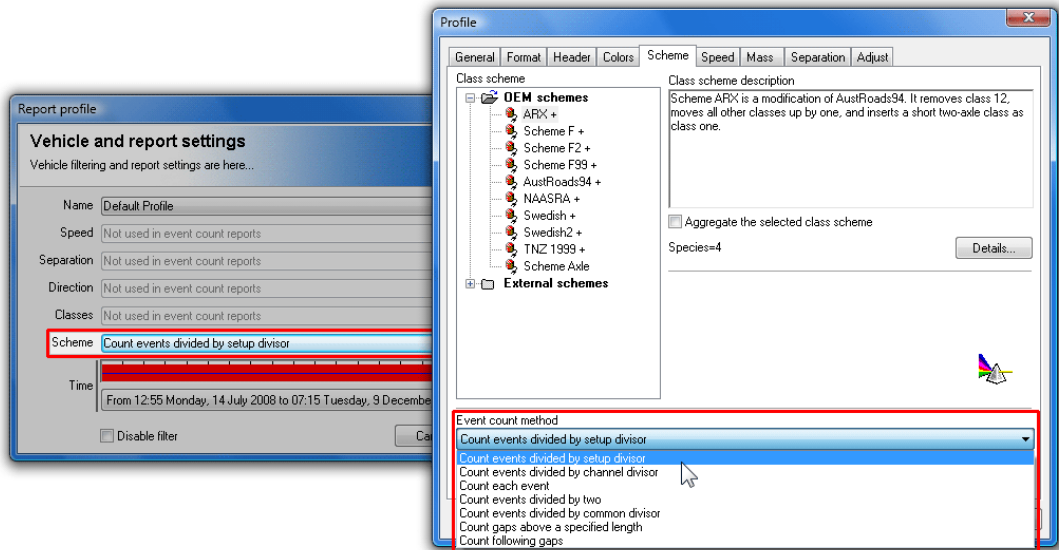 Report profile
Vehicle and report settings
Vehicle filtering and report settings are here...
Name Default Profile
Speed Not used in event count reports
Separation Not used in event count reports
Direction Not used in event count reports
Classes Not used in event count reports
Scheme Count events divided by setup divisor
Time
From 12:55 Monday, 14 July 2008 to 07:15 Tuesday, 9 Decembe
Disable filter
Ca
Profile
General Format Header Colors Scheme Speed Mass Separation Adjust
Class scheme
OEM schemes
ARX +
Scheme F +
Scheme F2 +
Scheme F99 +
AustRoads94 +
NAASRA +
Swedish +
Swedish2 +
TNZ 1999 +
Scheme Axle
External schemes
Class scheme description
Scheme ARX is a modification of AustRoads94. It removes class 12,
moves all other classes up by one, and inserts a short two-axle class as
class one.
Aggregate the selected class scheme
Species=4
Details...
Event count method
Count events divided by setup divisor
Count events divided by setup divisor
Count events divided by channel divisor
Count each event
Count events divided by two
Count events divided by common divisor
Count gaps above a specified length
Count following gaps